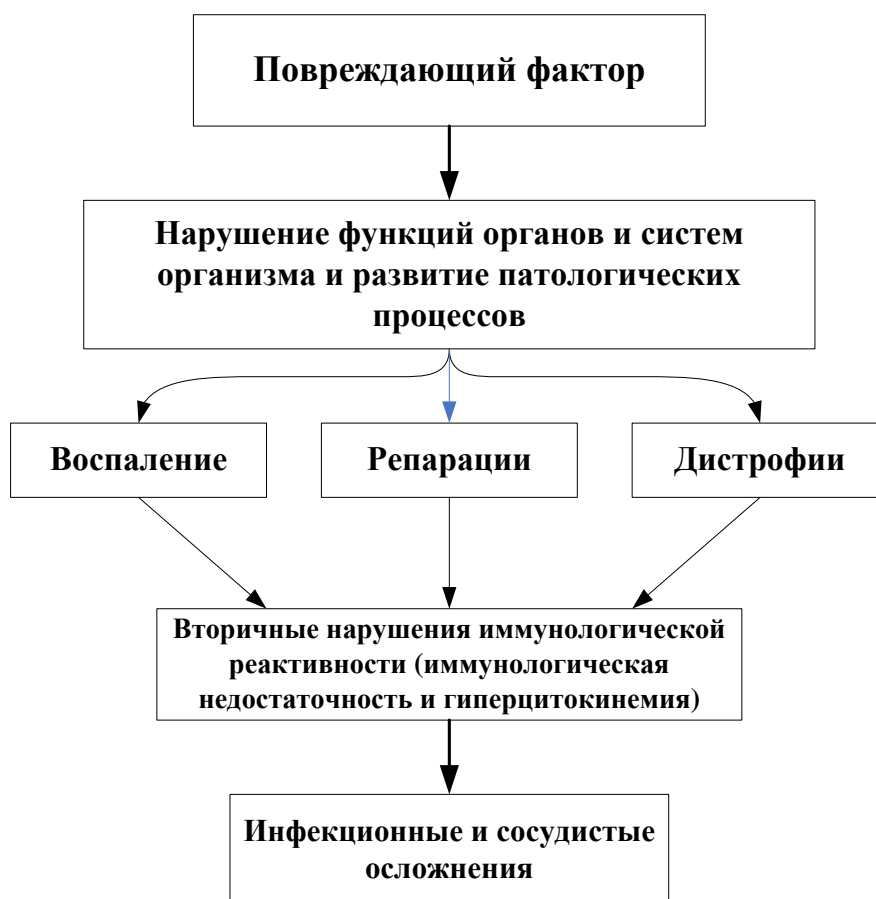 Повреждающий фактор
Нарушение функций органов и систем
организма и развитие патологических
процессов
Воспаление
Репарации
Дистрофии
Вторичные нарушения иммунологической
реактивности (иммунологическая
недостаточность и гиперцитокинемия)
Инфекционные и сосудистые
осложнения